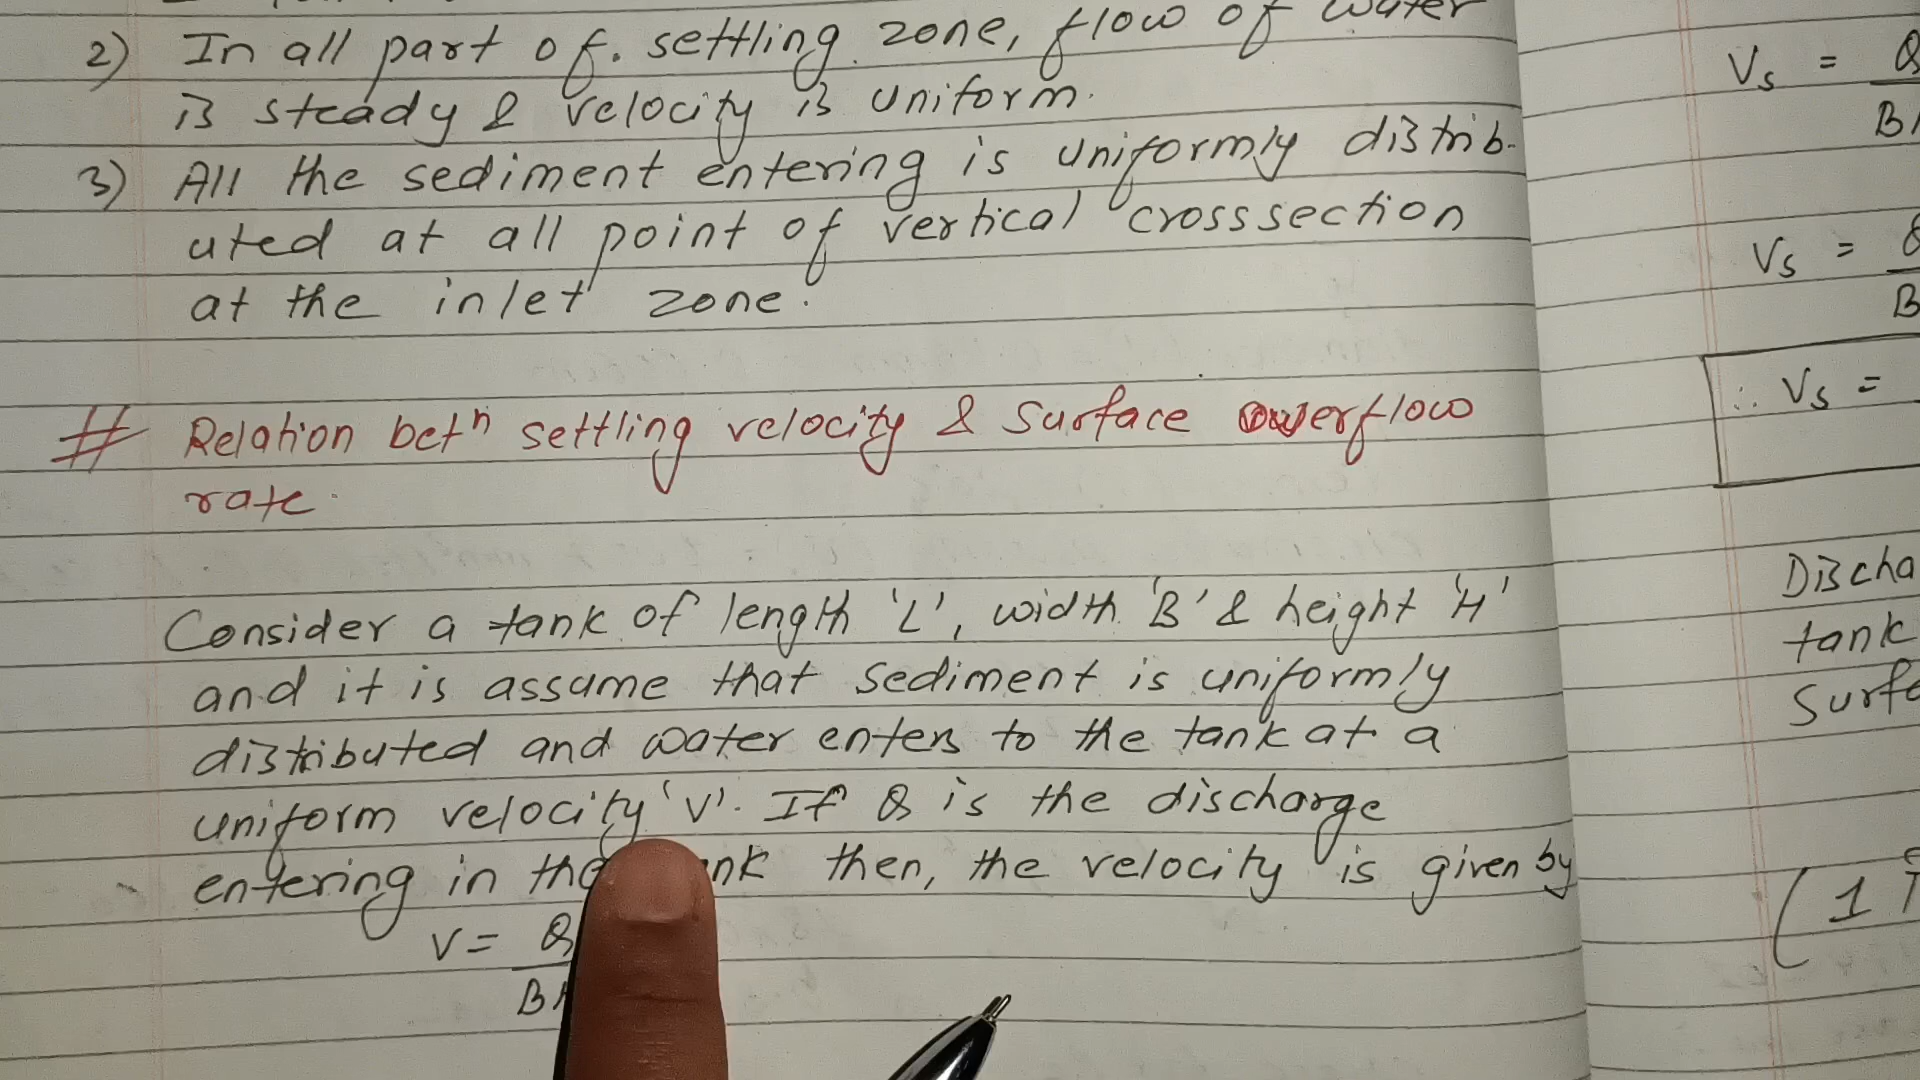 2) In all part of. settling zone, flow of water
is steady & velocity is uniform.
3) All the sediment entering is uniformly distrib-
uted at all point of vertical crosssection
at the inlet zone.
# Relation betn settling velocity & surface overflow
rate.
Consider a tank of length 'L', width 'B' & height 'H'
and it is assume that sediment is uniformly
distributed and water enters to the tank at a
uniform velocity 'V'. If Q is the discharge
entering in the then, the velocity is given by
V = Q
B
Vs = Q
B
Vs =
B
∴ Vs =
Discha
tank
Surfa
(1